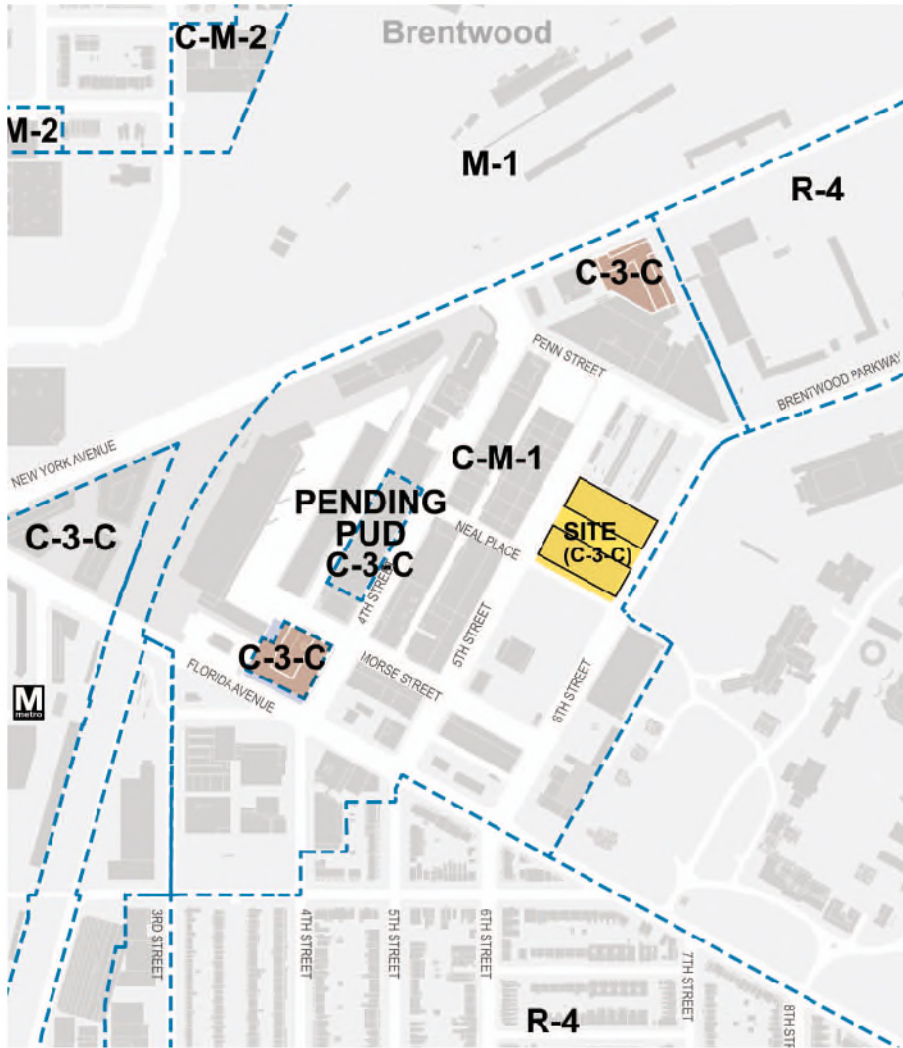 Brentwood
C-M-2
M-2
M-1
R-4
C-3-C
PENN STREET
BRENTWOOD PARKWAY
NEW YORK AVENUE
C-M-1
C-3-C
PENDING
PUD
C-3-C
NEAL PLACE
SITE
(C-3-C)
4TH STREET
5TH STREET
C-3-C
MORSE STREET
FLORIDA AVENUE
6TH STREET
M
metro
3RD STREET
4TH STREET
5TH STREET
6TH STREET
7TH STREET
8TH STR
R-4